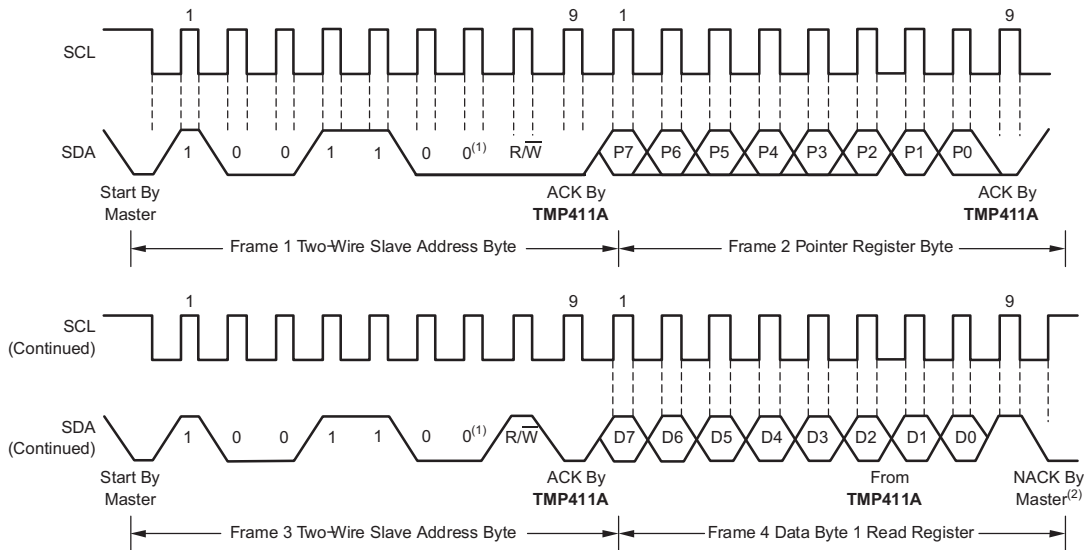 1 9 1 9
SCL
SDA 1 0 0 1 1 0 0(1) R/W P7 P6 P5 P4 P3 P2 P1 P0
Start By
Master
ACK By
TMP411A
ACK By
TMP411A
Frame 1 Two-Wire Slave Address Byte
Frame 2 Pointer Register Byte
1 9 1 9
SCL
(Continued)
SDA
(Continued)
1 0 0 1 1 0 0(1) R/W D7 D6 D5 D4 D3 D2 D1 D0
Start By
Master
ACK By
TMP411A
From
TMP411A
NACK By
Master(2)
Frame 3 Two-Wire Slave Address Byte
Frame 4 Data Byte 1 Read Register